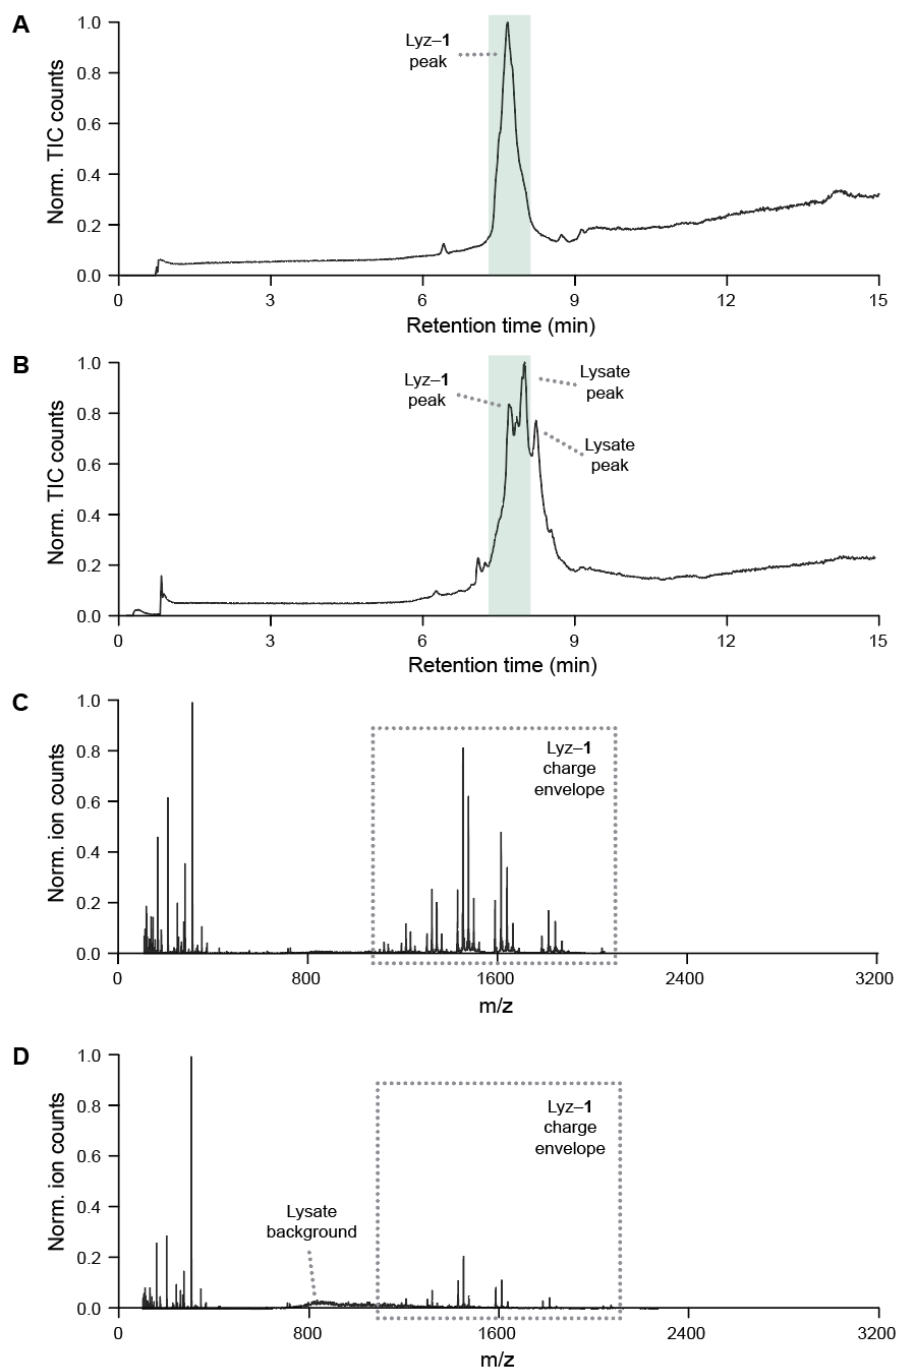 A
Norm. TIC counts
1.0
0.8
0.6
0.4
0.2
0.0
Lyz–1
peak
0 3 6 9 12 15
Retention time (min)
B
Norm. TIC counts
1.0
0.8
0.6
0.4
0.2
0.0
Lyz–1
peak
Lysate
peak
Lysate
peak
0 3 6 9 12 15
Retention time (min)
C
Norm. ion counts
1.0
0.8
0.6
0.4
0.2
0.0
Lyz–1
charge
envelope
0 800 1600 2400 3200
m/z
D
Norm. ion counts
1.0
0.8
0.6
0.4
0.2
0.0
Lysate
background
Lyz–1
charge
envelope
0 800 1600 2400 3200
m/z